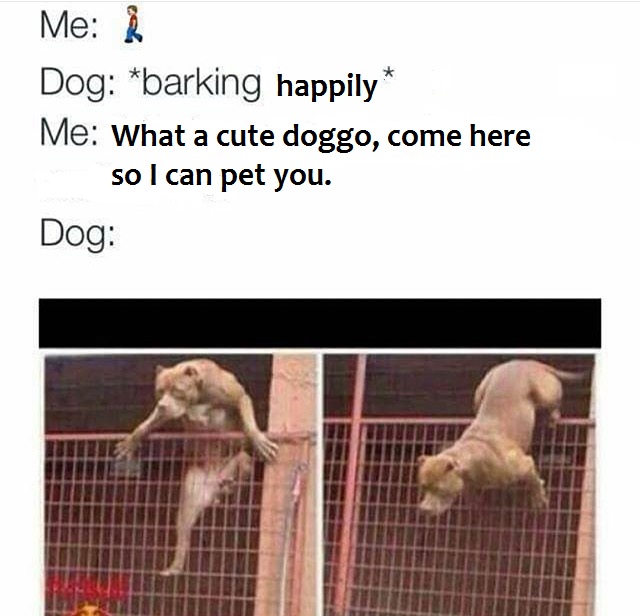 Me: 🚶
Dog: *barking happily*
Me: What a cute doggo, come here
so I can pet you.
Dog: